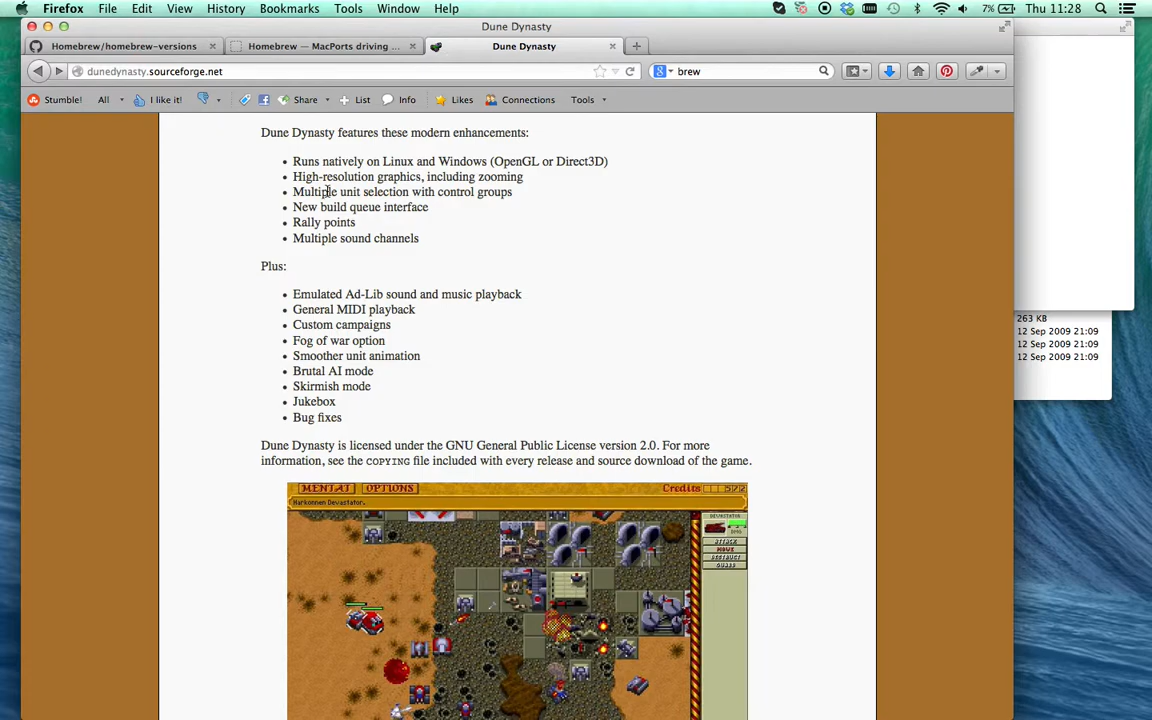 Firefox File Edit View History Bookmarks Tools Window Help 7% Thu 11:28
Dune Dynasty
Homebrew/homebrew-versions Homebrew — MacPorts driving ... Dune Dynasty
dunedynasty.sourceforge.net brew
Stumble! All I like it! Share List Info Likes Connections Tools
Dune Dynasty features these modern enhancements:
• Runs natively on Linux and Windows (OpenGL or Direct3D)
• High-resolution graphics, including zooming
• Multiple unit selection with control groups
• New build queue interface
• Rally points
• Multiple sound channels
Plus:
• Emulated Ad-Lib sound and music playback
• General MIDI playback
• Custom campaigns
• Fog of war option
• Smoother unit animation
• Brutal AI mode
• Skirmish mode
• Jukebox
• Bug fixes
Dune Dynasty is licensed under the GNU General Public License version 2.0. For more
information, see the COPYING file included with every release and source download of the game.
MENTAT OPTIONS Credits
Harkonnen Devastator.
DEVASTATOR
ATTACK
MOVE
DESTRUCT
GUARD
263 KB
12 Sep 2009 21:09
12 Sep 2009 21:09
12 Sep 2009 21:09